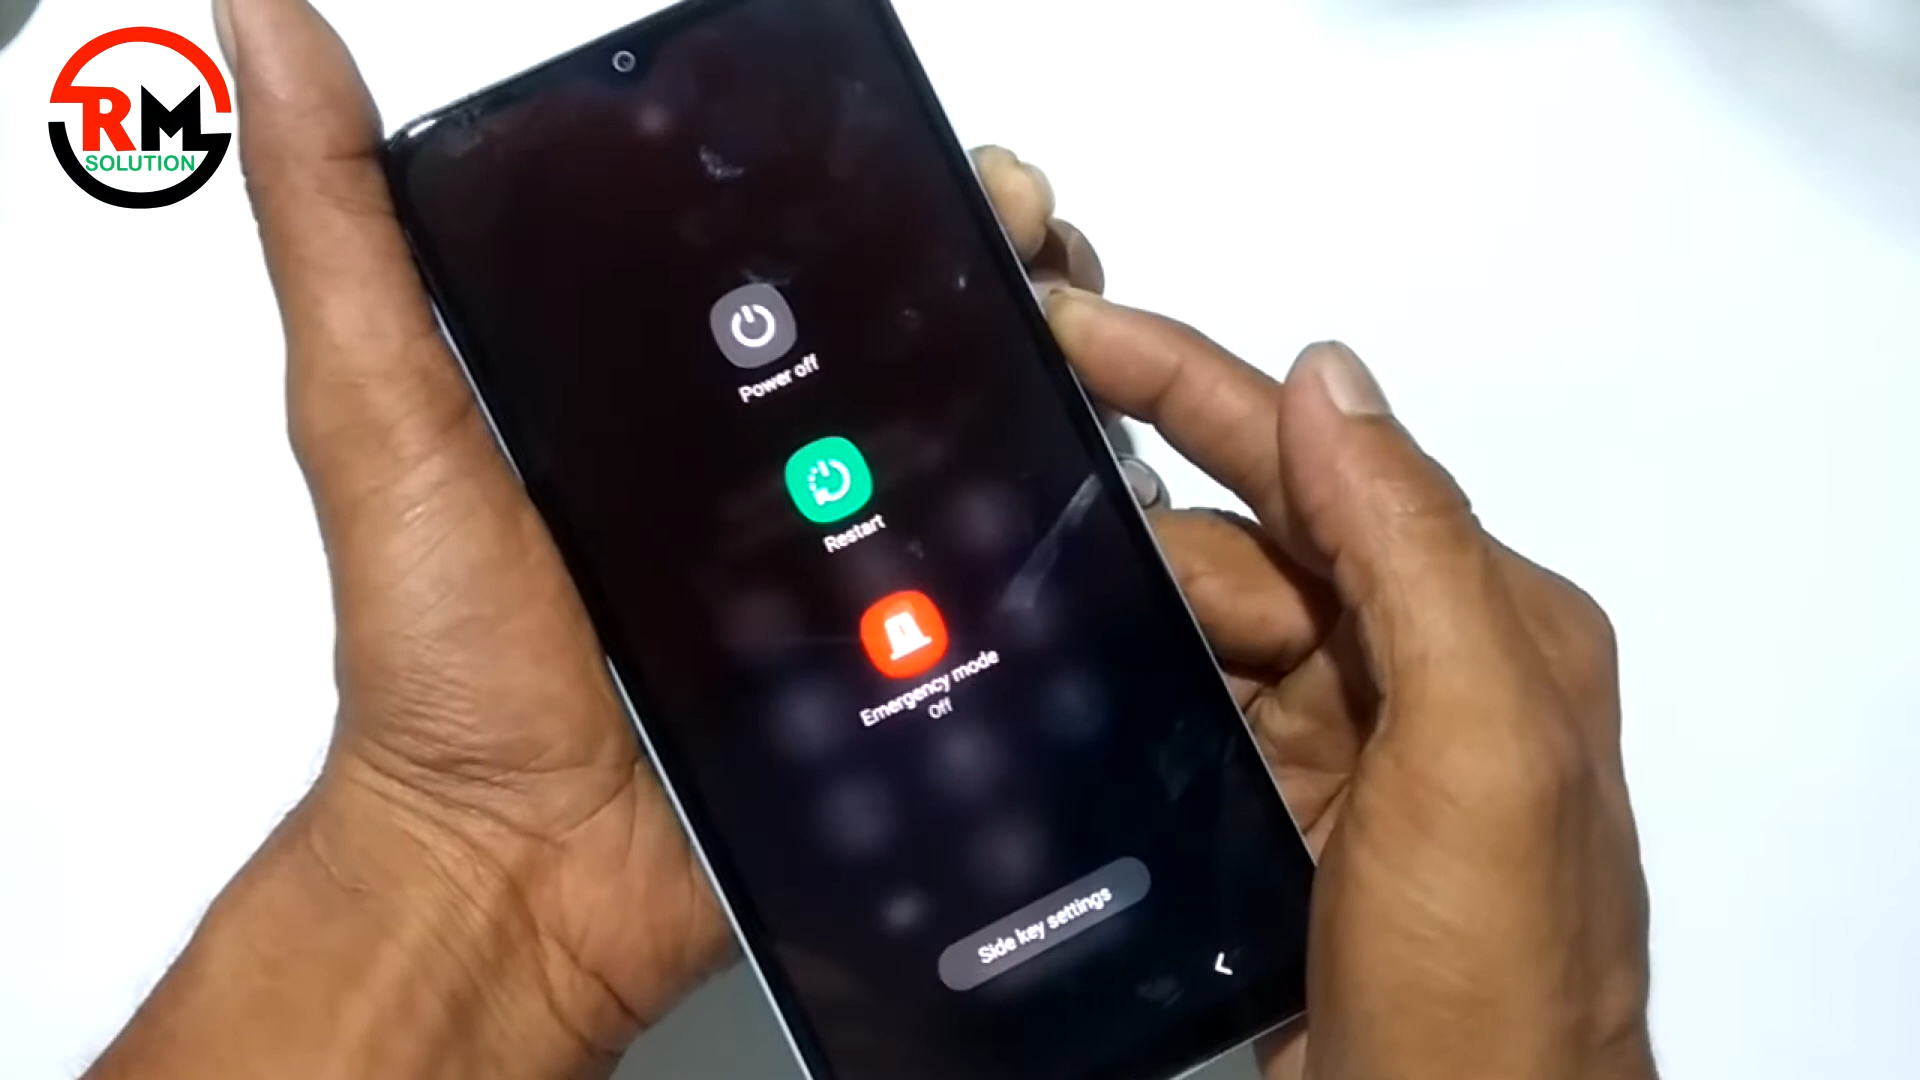 RM
SOLUTION
Power off
Restart
Emergency mode
Off
Side key settings